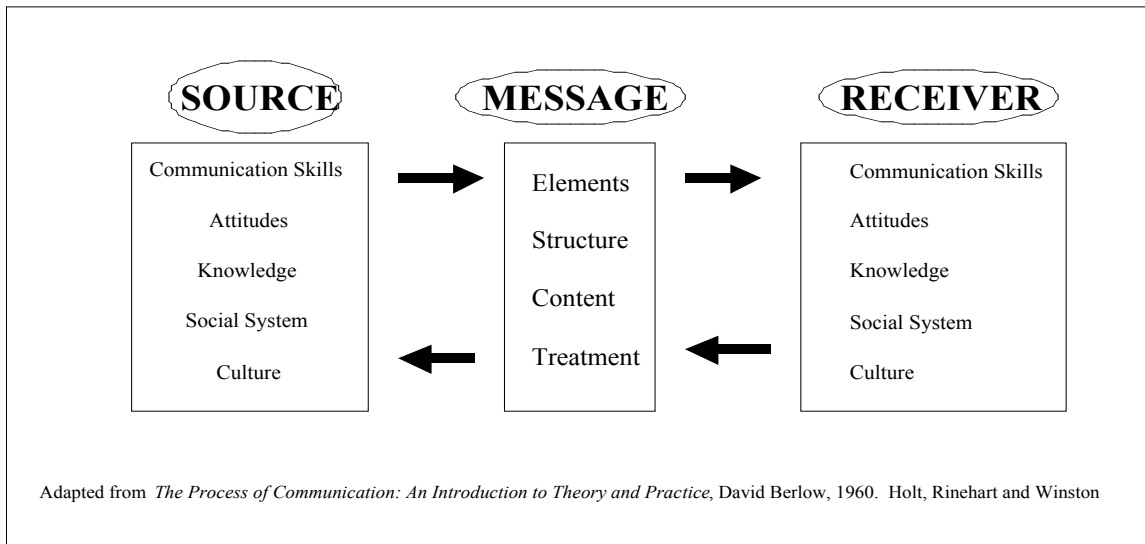 SOURCE
MESSAGE
RECEIVER
Communication Skills
Attitudes
Knowledge
Social System
Culture
Elements
Structure
Content
Treatment
Communication Skills
Attitudes
Knowledge
Social System
Culture
Adapted from The Process of Communication: An Introduction to Theory and Practice, David Berlow, 1960. Holt, Rinehart and Winston